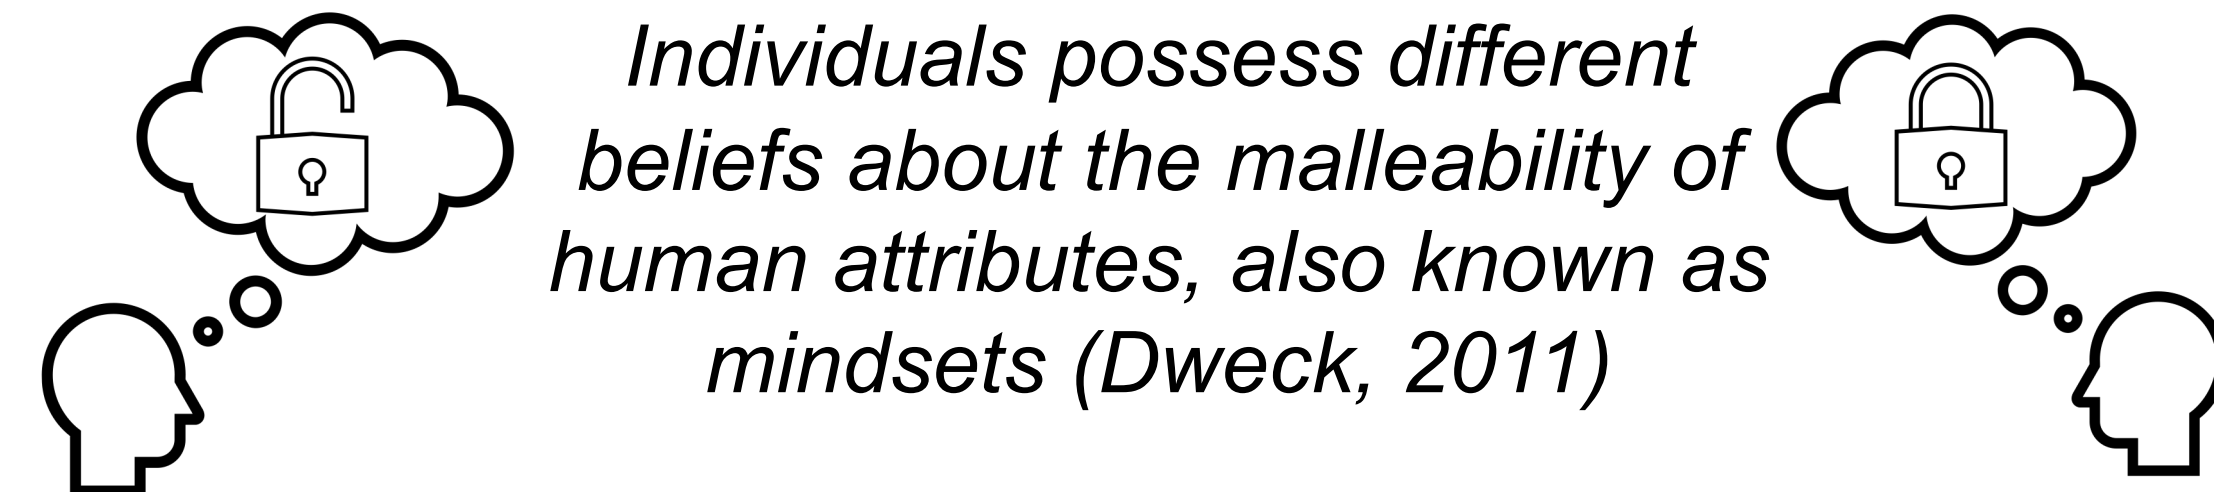 Individuals possess different
beliefs about the malleability of
human attributes, also known as
mindsets (Dweck, 2011)